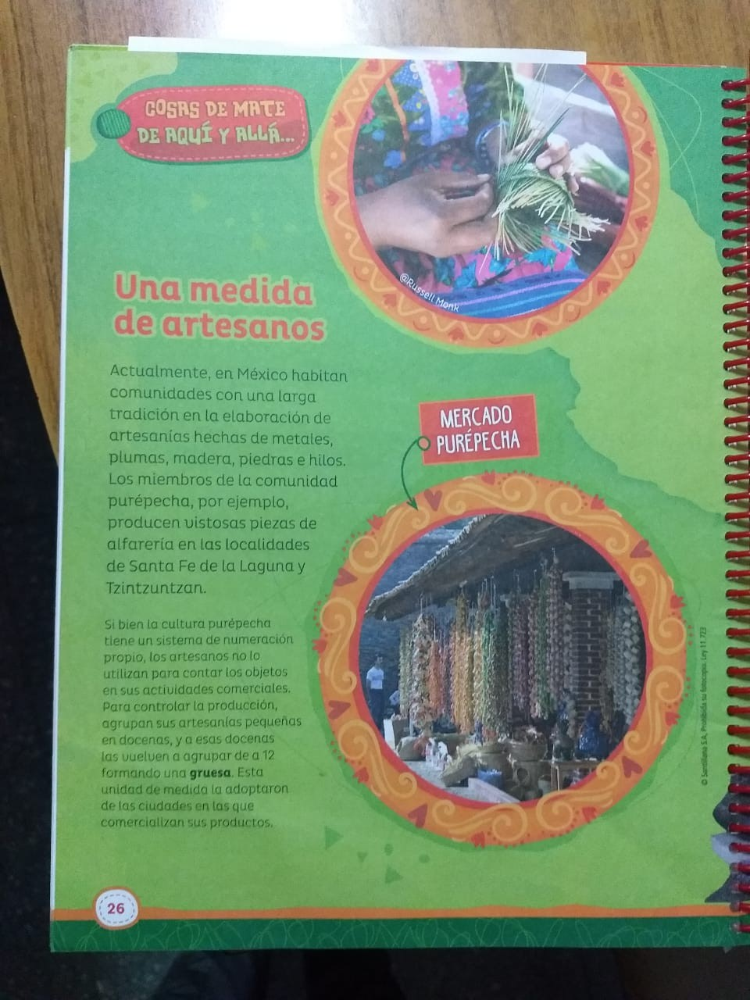 COSAS DE MATE
DE AQUÍ Y ALLÁ...
@Russell Monk
Una medida
de artesanos
Actualmente, en México habitan
comunidades con una larga
tradición en la elaboración de
artesanías hechas de metales,
plumas, madera, piedras e hilos.
Los miembros de la comunidad
purépecha, por ejemplo,
producen vistosas piezas de
alfarería en las localidades
de Santa Fe de la Laguna y
Tzintzuntzan.
MERCADO
PURÉPECHA
Si bien la cultura purépecha
tiene un sistema de numeración
propio, los artesanos no lo
utilizan para contar los objetos
en sus actividades comerciales.
Para controlar la producción,
agrupan sus artesanías pequeñas
en docenas, y a esas docenas
las vuelven a agrupar de a 12
formando una gruesa. Esta
unidad de medida la adoptaron
de las ciudades en las que
comercializan sus productos.
© Santillana S.A. Prohibida su fotocopia. Ley 11.723
26